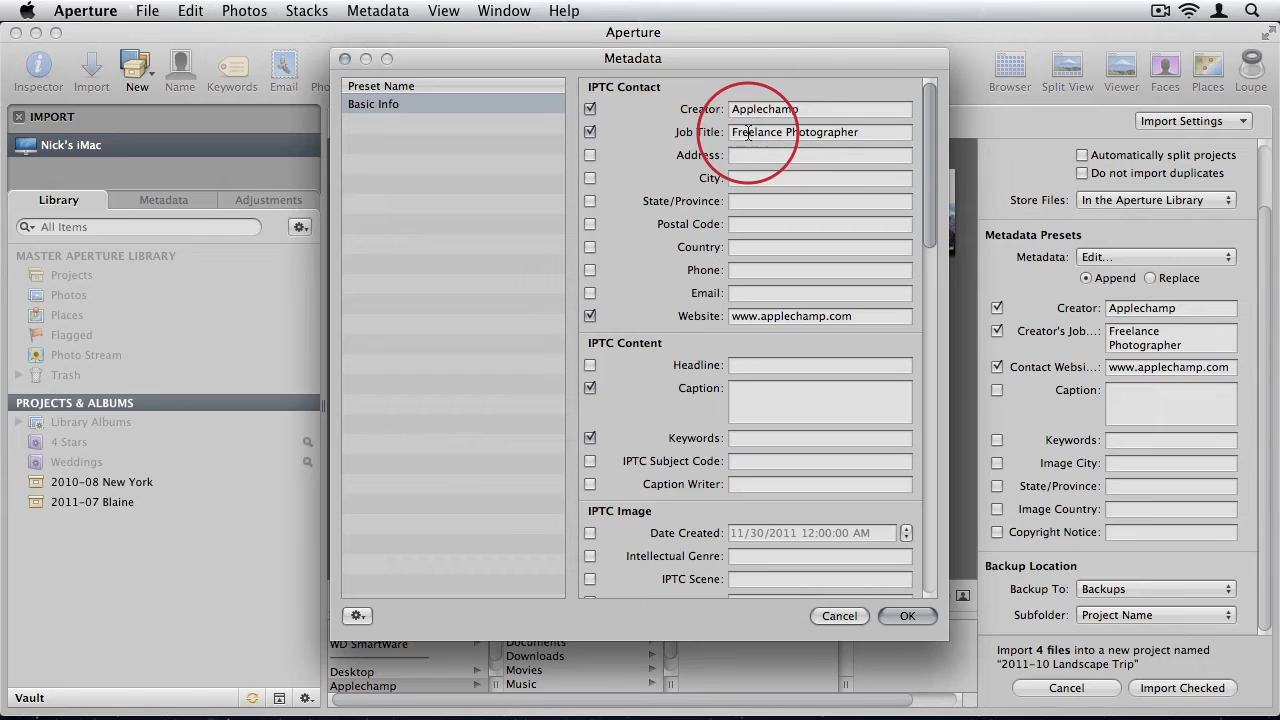 Aperture File Edit Photos Stacks Metadata View Window Help
Aperture
Inspector Import New Name Keywords Email
Browser Split View Viewer Faces Places Loupe
IMPORT
Nick's iMac
Library Metadata Adjustments
All Items
MASTER APERTURE LIBRARY
Projects
Photos
Places
Flagged
Photo Stream
Trash
PROJECTS & ALBUMS
Library Albums
4 Stars
Weddings
2010-08 New York
2011-07 Blaine
Vault
Metadata
Preset Name
Basic Info
IPTC Contact
Creator: Applechamp
Job Title: Freelance Photographer
Address:
City:
State/Province:
Postal Code:
Country:
Phone:
Email:
Website: www.applechamp.com
IPTC Content
Headline:
Caption:
Keywords:
IPTC Subject Code:
Caption Writer:
IPTC Image
Date Created: 11/30/2011 12:00:00 AM
Intellectual Genre:
IPTC Scene:
Cancel OK
WD SmartWare
Desktop
Applechamp
Documents
Downloads
Movies
Music
Import Settings
Automatically split projects
Do not import duplicates
Store Files: In the Aperture Library
Metadata Presets
Metadata: Edit...
Append Replace
Creator: Applechamp
Creator's Job... Freelance
Photographer
Contact Websi... www.applechamp.com
Caption:
Keywords:
Image City:
State/Province:
Image Country:
Copyright Notice:
Backup Location
Backup To: Backups
Subfolder: Project Name
Import 4 files into a new project named
"2011-10 Landscape Trip"
Cancel Import Checked